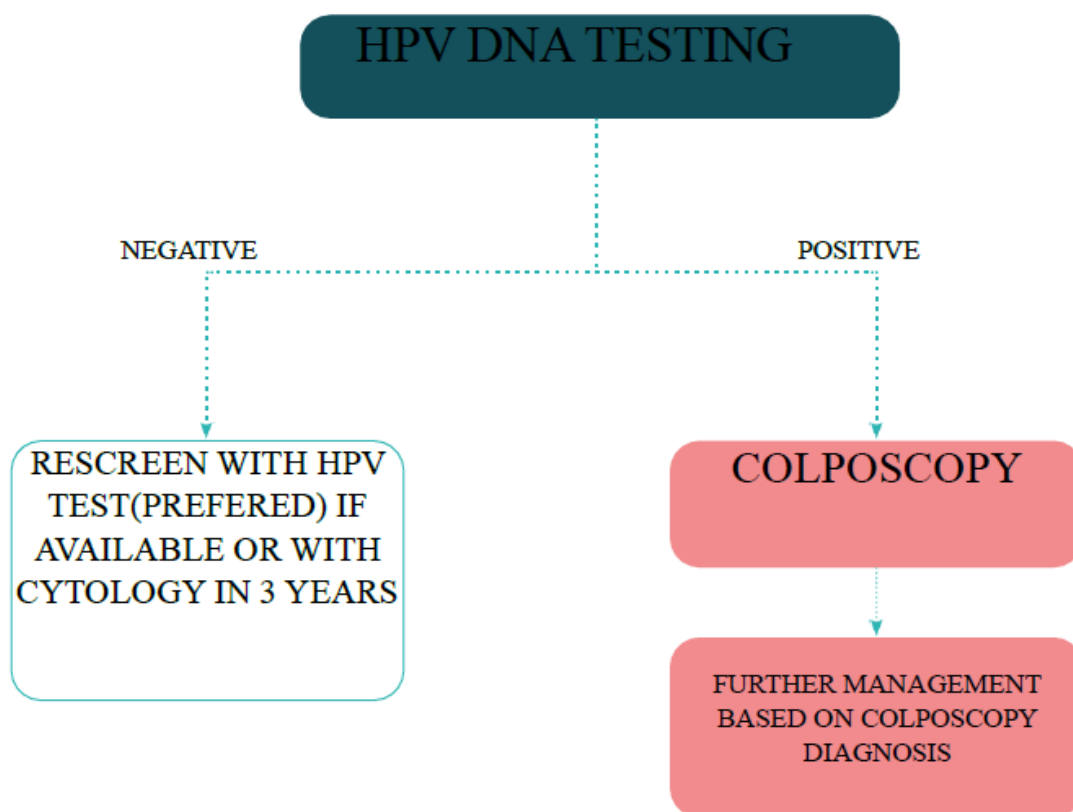 HPV DNA TESTING
NEGATIVE
POSITIVE
RESCREEN WITH HPV
TEST(PREFERED) IF
AVAILABLE OR WITH
CYTOLOGY IN 3 YEARS
COLPOSCOPY
FURTHER MANAGEMENT
BASED ON COLPOSCOPY
DIAGNOSIS